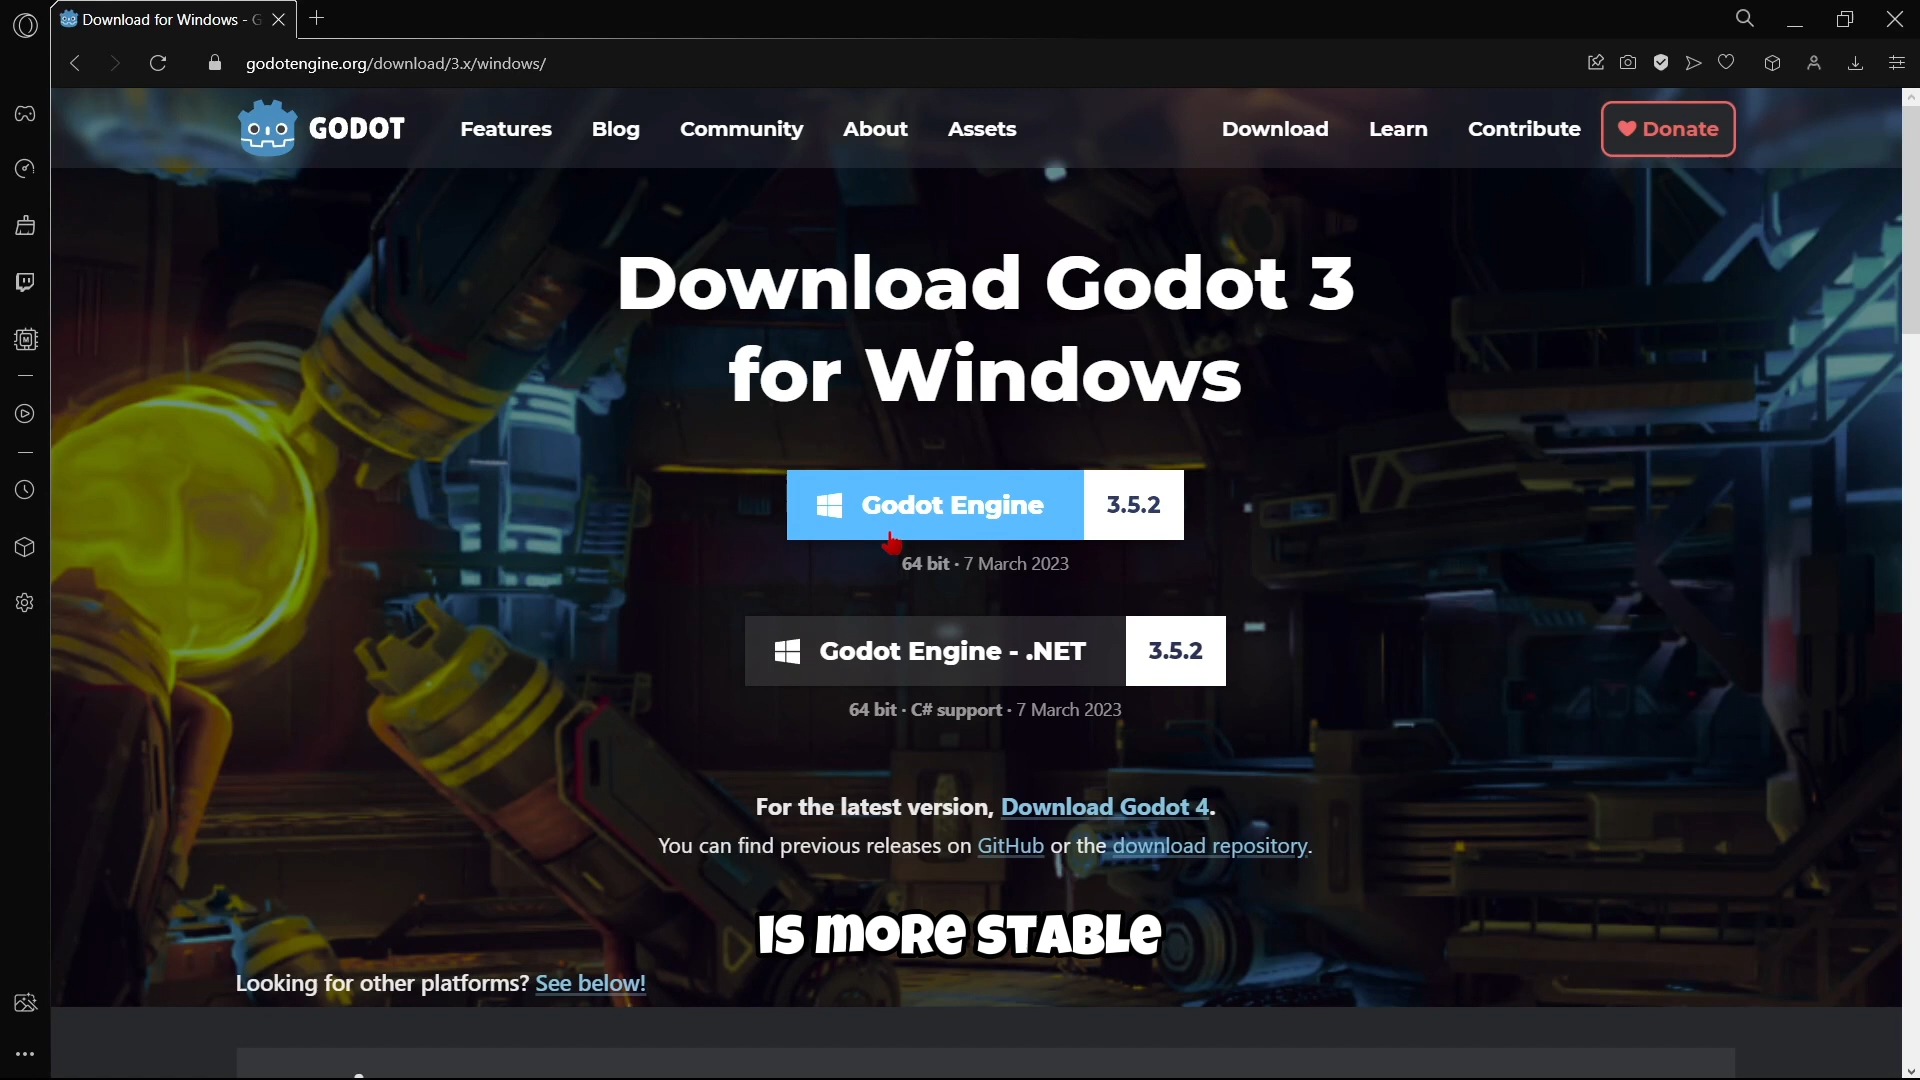 Download for Windows - G
godotengine.org/download/3.x/windows/
GODOT
Features
Blog
Community
About
Assets
Download
Learn
Contribute
Donate
Download Godot 3
for Windows
Godot Engine
3.5.2
64 bit · 7 March 2023
Godot Engine - .NET
3.5.2
64 bit · C# support · 7 March 2023
For the latest version, Download Godot 4.
You can find previous releases on GitHub or the download repository.
IS MORE STABLE
Looking for other platforms? See below!